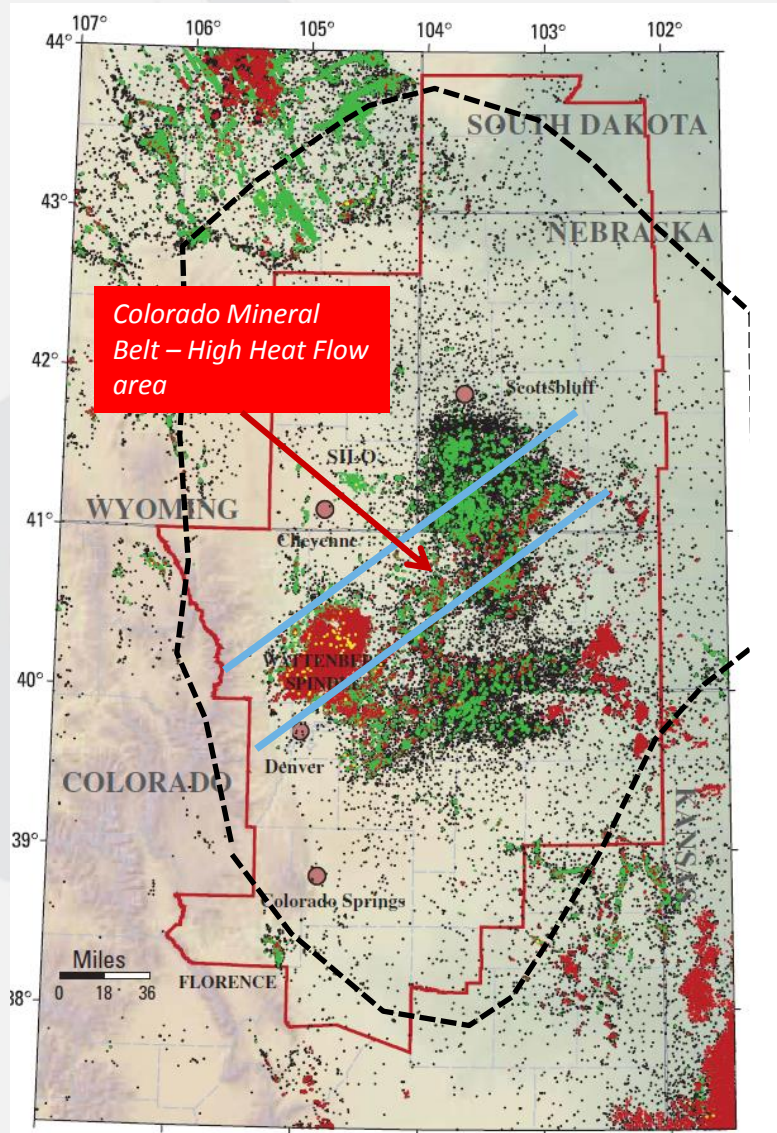 107° 106° 105° 104° 103° 102°
44°
SOUTH DAKOTA
43°
NEBRASKA
Colorado Mineral
Belt – High Heat Flow
area
42°
Scottsbluff
SILO
WYOMING
41°
Cheyenne
40°
Denver
COLORADO
KANSAS
39°
Colorado Springs
Miles
0 18 36
FLORENCE
38°